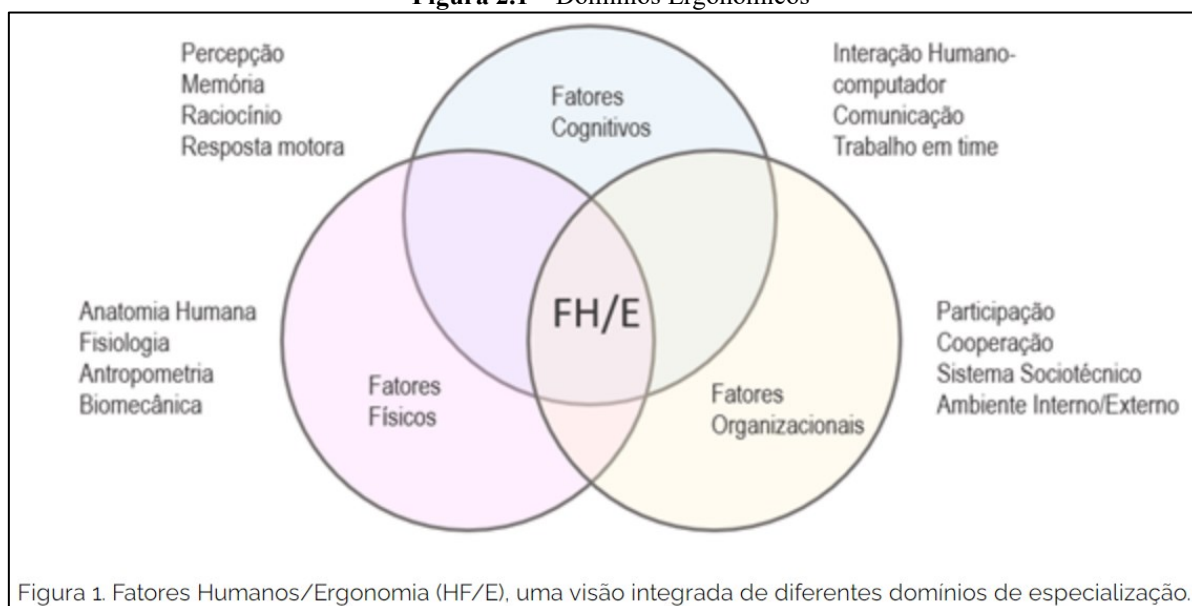 Figura 2.1 – Domínios Ergonômicos
Percepção
Memória
Raciocínio
Resposta motora
Fatores
Cognitivos
Interação Humano-
computador
Comunicação
Trabalho em time
Anatomia Humana
Fisiologia
Antropometria
Biomecânica
Fatores
Físicos
FH/E
Fatores
Organizacionais
Participação
Cooperação
Sistema Sociotécnico
Ambiente Interno/Externo
Figura 1. Fatores Humanos/Ergonomia (HF/E), uma visão integrada de diferentes domínios de especialização.